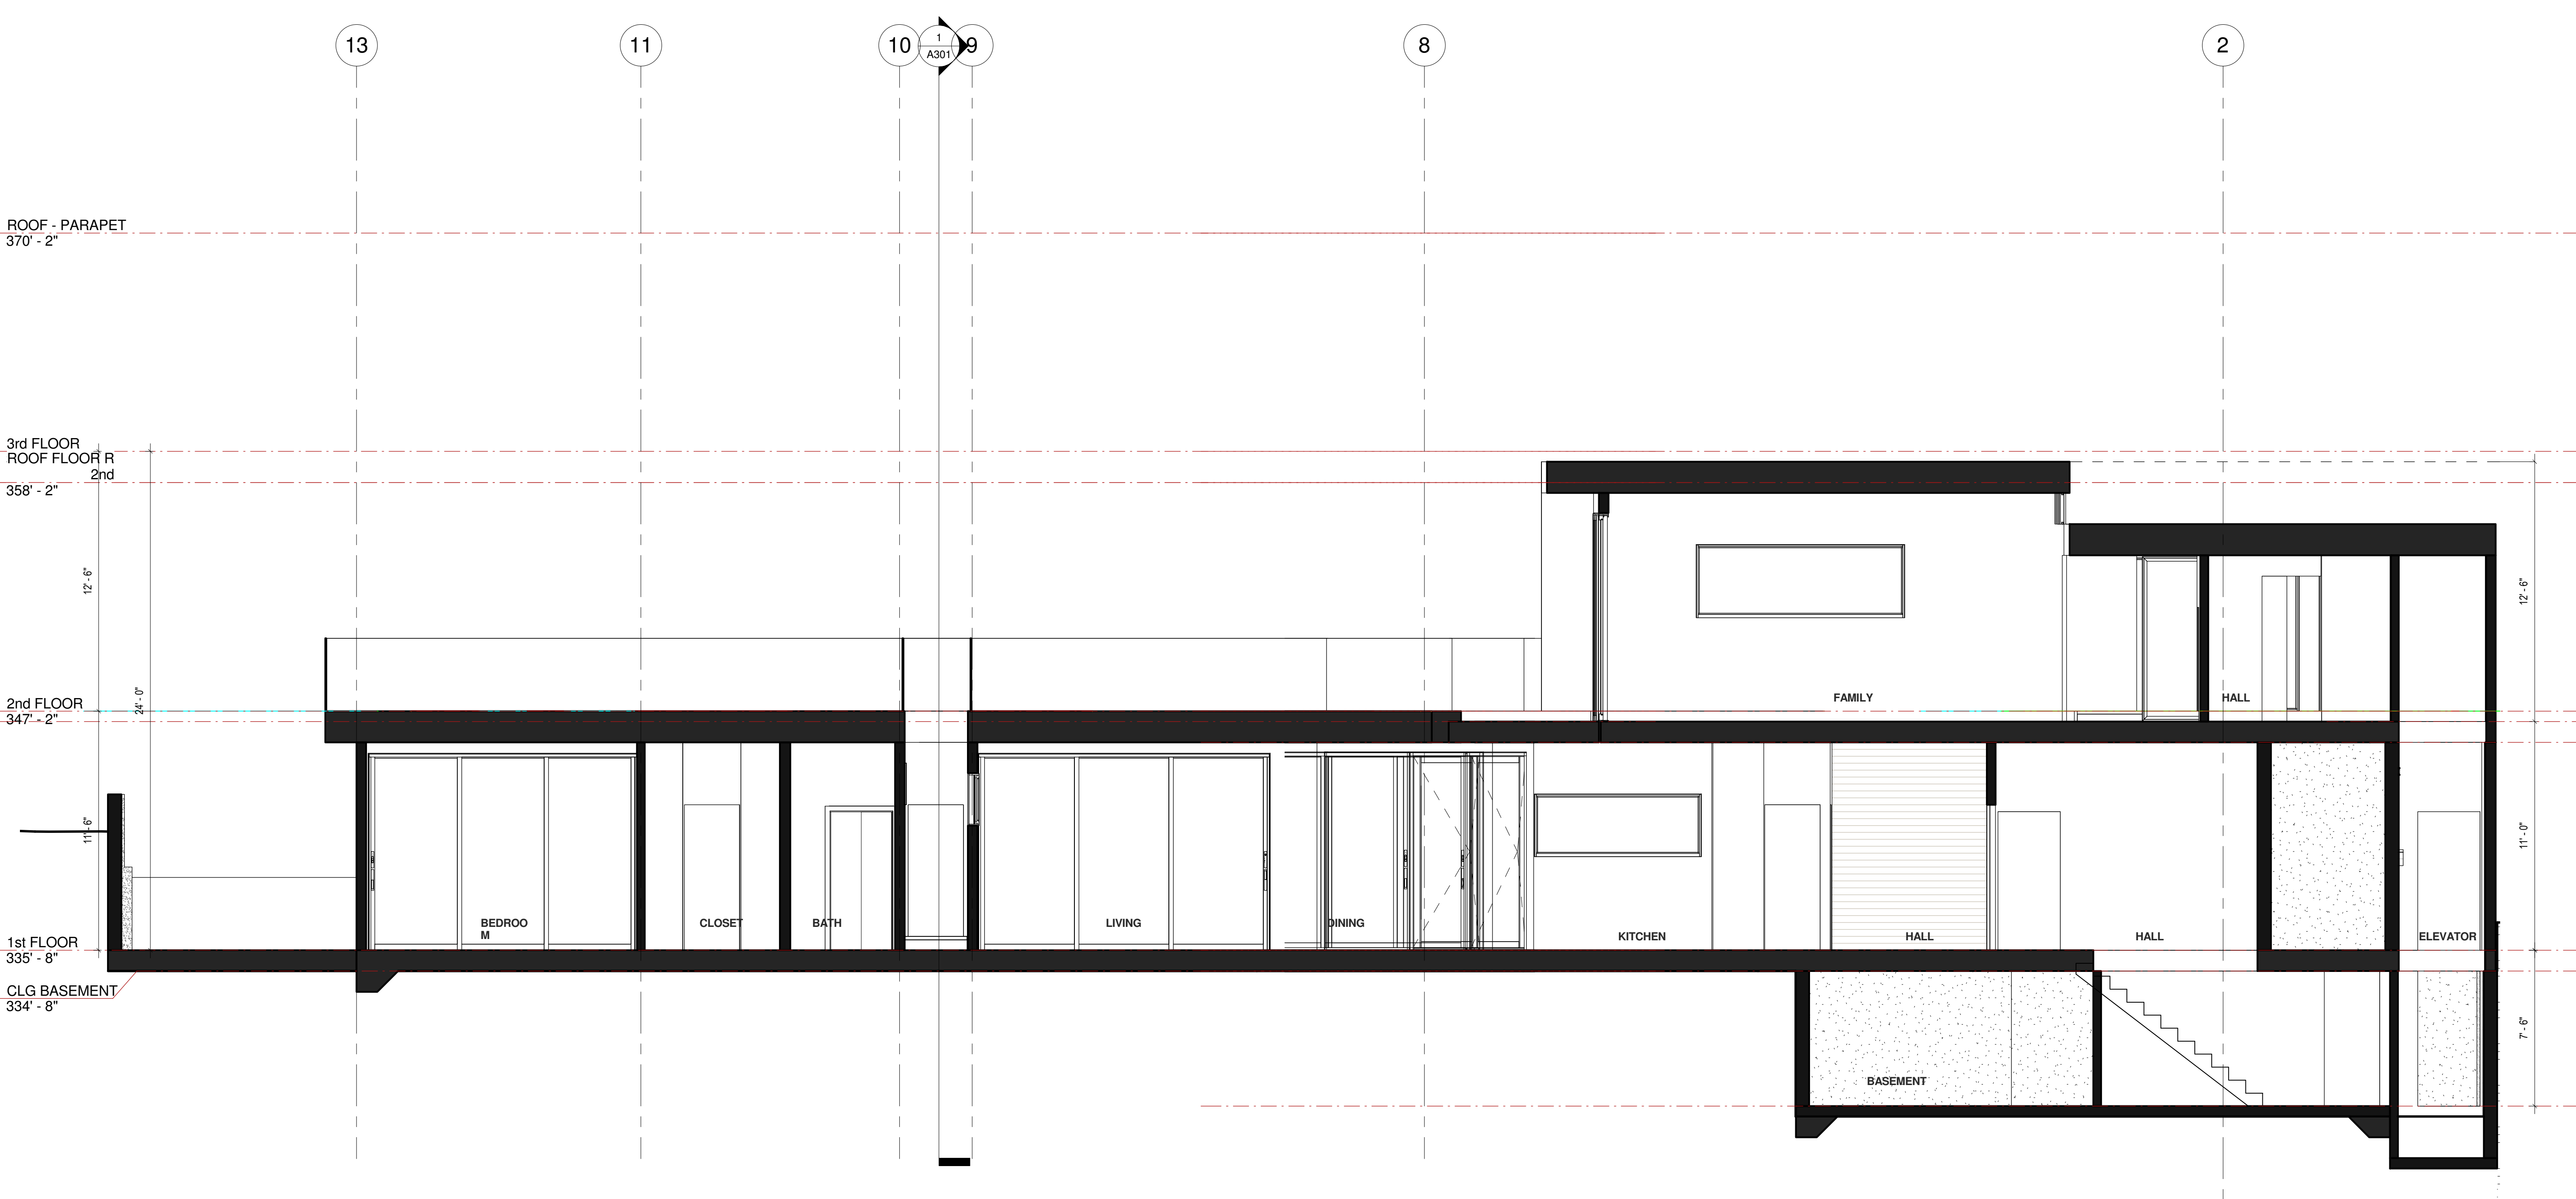 13
11
10
1
A301
9
8
2
ROOF - PARAPET
370' - 2"
3rd FLOOR
ROOF FLOOR R
2nd
358' - 2"
12' - 6"
12' - 6"
24' - 0"
FAMILY
HALL
2nd FLOOR
347' - 2"
11' - 6"
11' - 0"
BEDROO
M
CLOSET
BATH
LIVING
DINING
KITCHEN
HALL
HALL
ELEVATOR
1st FLOOR
335' - 8"
CLG BASEMENT
334' - 8"
7' - 6"
BASEMENT